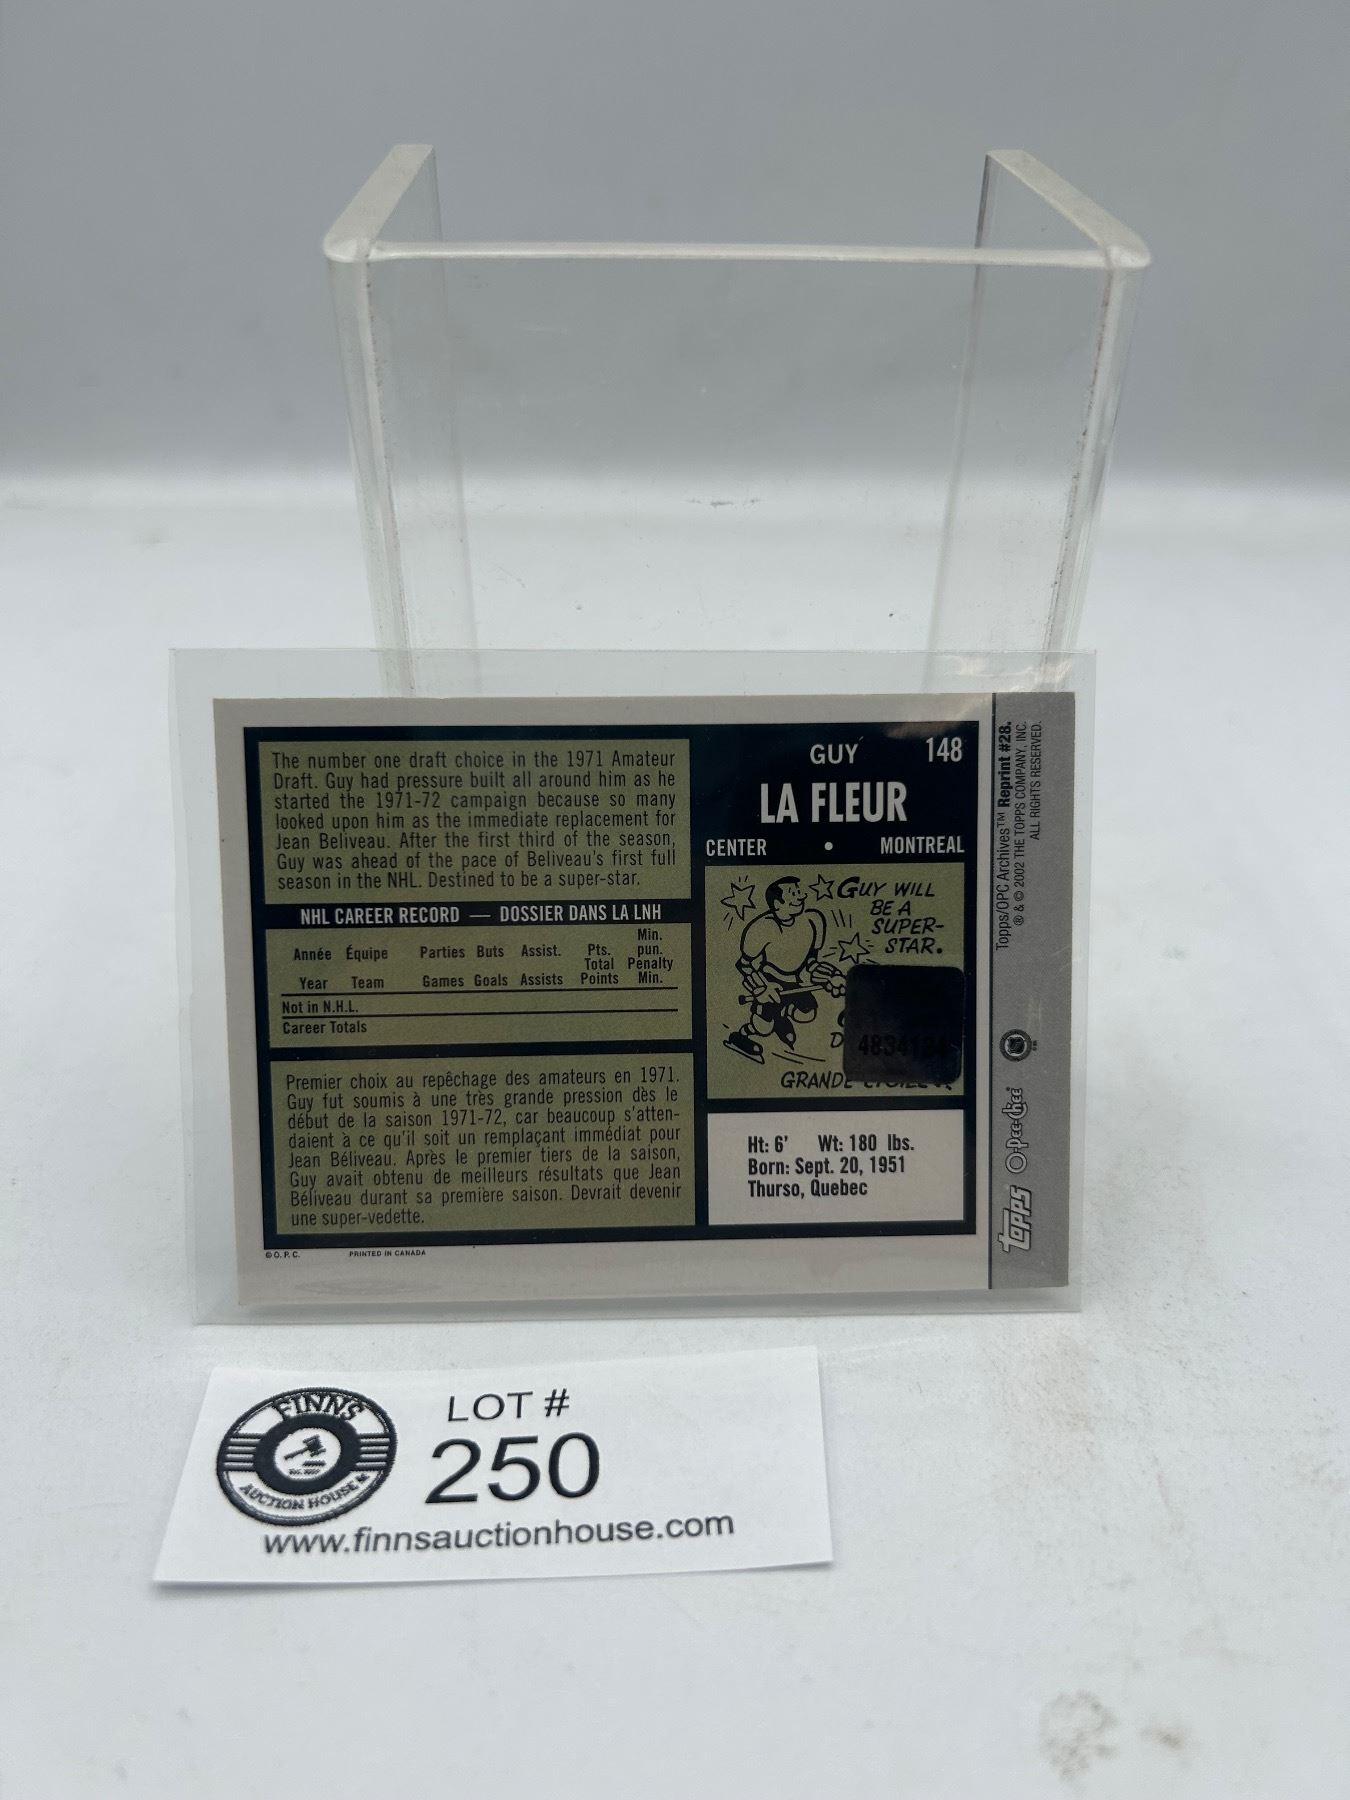 The number one draft choice in the 1971 Amateur
Draft. Guy had pressure built all around him as he
started the 1971-72 campaign because so many
looked upon him as the immediate replacement for
Jean Beliveau. After the first third of the season,
Guy was ahead of the pace of Beliveau's first full
season in the NHL. Destined to be a super-star.
NHL CAREER RECORD — DOSSIER DANS LA LNH
Année Équipe Parties Buts Assist. Pts. Min. pun.
Year Team Games Goals Assists Total Points Penalty Min.
Not in N.H.L.
Career Totals
Premier choix au repêchage des amateurs en 1971.
Guy fut soumis à une très grande pression dès le
début de la saison 1971-72, car beaucoup s'atten-
daient à ce qu'il soit un remplaçant immédiat pour
Jean Béliveau. Après le premier tiers de la saison,
Guy avait obtenu de meilleurs résultats que Jean
Béliveau durant sa première saison. Devrait devenir
une super-vedette.
© O. P. C. PRINTED IN CANADA
GUY 148
LA FLEUR
CENTER • MONTREAL
GUY WILL
BE A
SUPER-
STAR.
GRANDE
Ht: 6' Wt: 180 lbs.
Born: Sept. 20, 1951
Thurso, Quebec
Topps/OPC Archives™ Reprint #28.
® & © 2002 THE TOPPS COMPANY, INC.
ALL RIGHTS RESERVED.
topps O-Pee-Chee
FINNS
AUCTION HOUSE &
LOT #
250
www.finnsauctionhouse.com